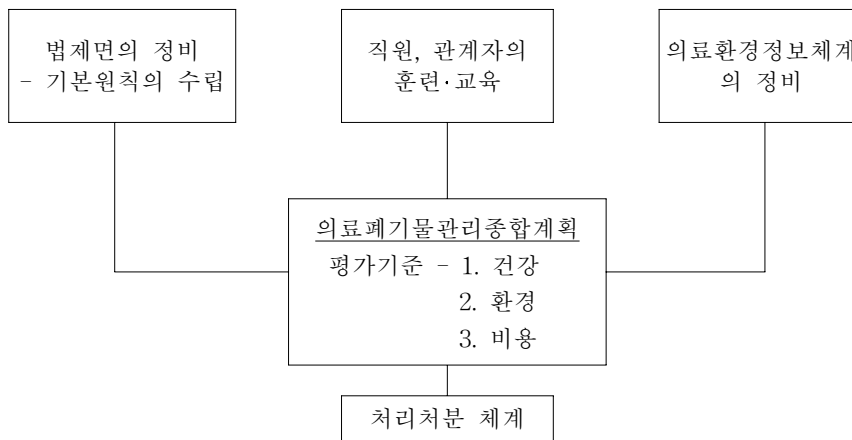 법제면의 정비
- 기본원칙의 수립
직원, 관계자의
훈련·교육
의료환경정보체계
의 정비
의료폐기물관리종합계획
평가기준 - 1. 건강
2. 환경
3. 비용
처리처분 체계